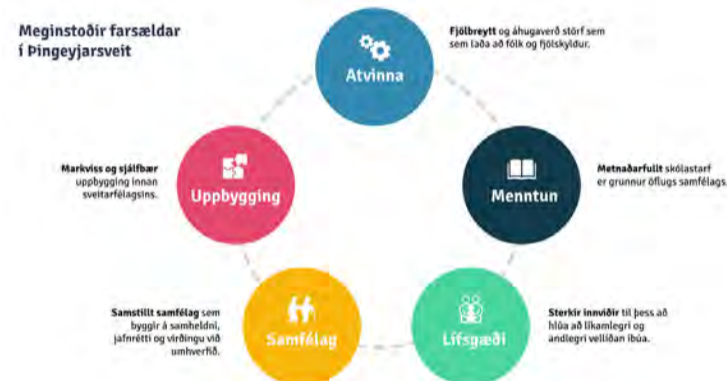 Meginstoðir farsældar
í Þingeyjarsveit
Atvinna
Fjölbreytt og áhugaverð störf sem
sem laða að fólk og fjölskyldur.
Menntun
Metnaðarfullt skólastarf
er grunnur öflugs samfélags.
Lífsgæði
Sterkir innviðir til þess að
hlúa að líkamlegri og
andlegri vellíðan íbúa.
Samfélag
Samstillt samfélag sem
byggir á samheldni,
jafnrétti og virðingu við
umhverfið.
Uppbygging
Markviss og sjálfbær
uppbygging innan
sveitarfélagsins.